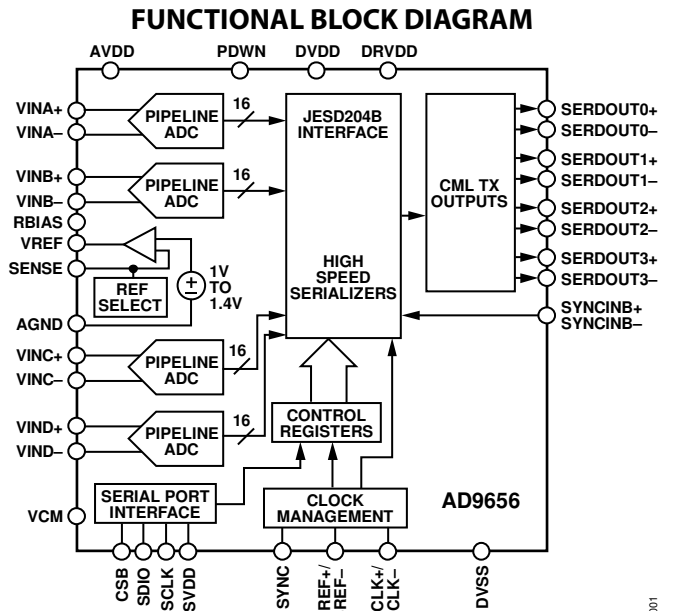 FUNCTIONAL BLOCK DIAGRAM
AVDD
PDWN
DVDD
DRVDD
VINA+
VINA–
PIPELINE
ADC
16
VINB+
VINB–
PIPELINE
ADC
16
RBIAS
VREF
SENSE
REF
SELECT
1V
TO
1.4V
AGND
VINC+
VINC–
PIPELINE
ADC
16
VIND+
VIND–
PIPELINE
ADC
16
VCM
JESD204B
INTERFACE
HIGH
SPEED
SERIALIZERS
CML TX
OUTPUTS
SERDOUT0+
SERDOUT0–
SERDOUT1+
SERDOUT1–
SERDOUT2+
SERDOUT2–
SERDOUT3+
SERDOUT3–
SYNCINB+
SYNCINB–
CONTROL
REGISTERS
SERIAL PORT
INTERFACE
CLOCK
MANAGEMENT
AD9656
CSB
SDIO
SCLK
SVDD
SYNC
REF+/
REF–
CLK+/
CLK–
DVSS
001